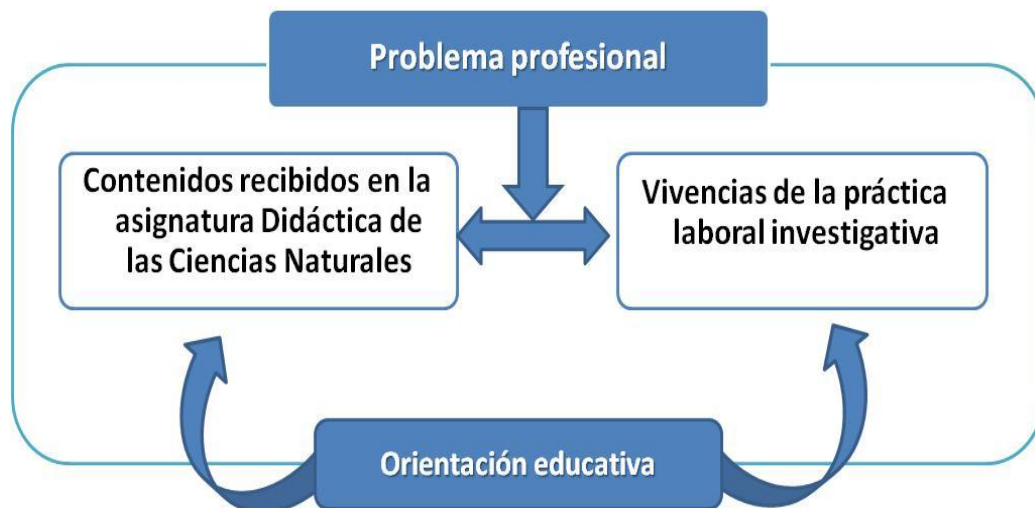 Problema profesional
Contenidos recibidos en la
asignatura Didáctica de
las Ciencias Naturales
Vivencias de la práctica
laboral investigativa
Orientación educativa